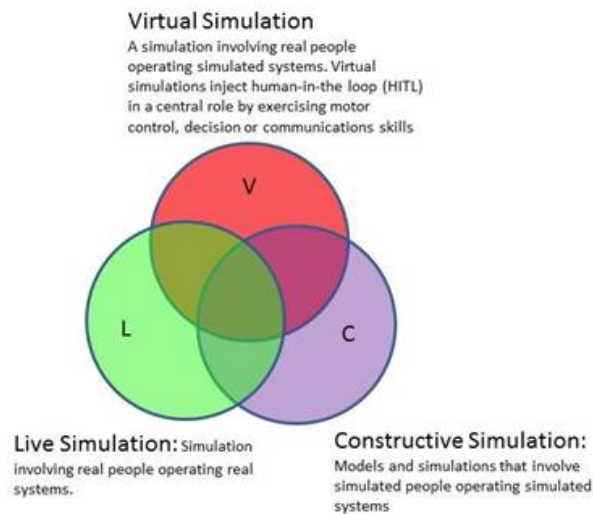 Virtual Simulation
A simulation involving real people
operating simulated systems. Virtual
simulations inject human-in-the loop (HITL)
in a central role by exercising motor
control, decision or communications skills
V
L
C
Live Simulation: Simulation
involving real people operating real
systems.
Constructive Simulation:
Models and simulations that involve
simulated people operating simulated
systems